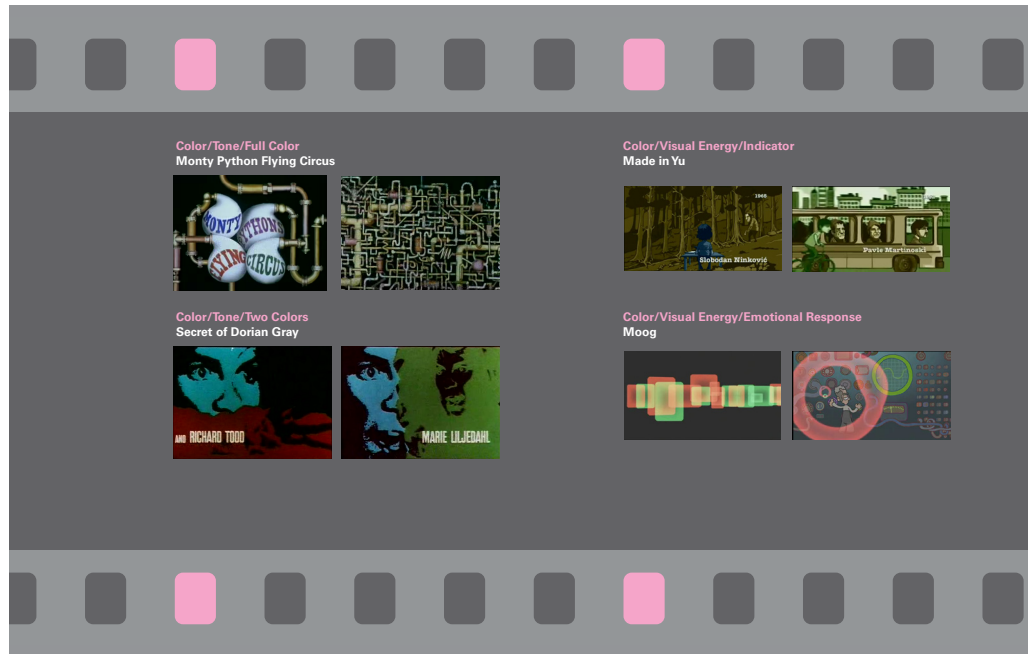 Color/Tone/Full Color
Monty Python Flying Circus
MONTY
PYTHONS
FLYING
CIRCUS
Color/Tone/Two Colors
Secret of Dorian Gray
AND RICHARD TODD
MARIE LILJEDAHL
Color/Visual Energy/Indicator
Made in Yu
1960
Slobodan Ninković
Pavle Martinoski
Color/Visual Energy/Emotional Response
Moog